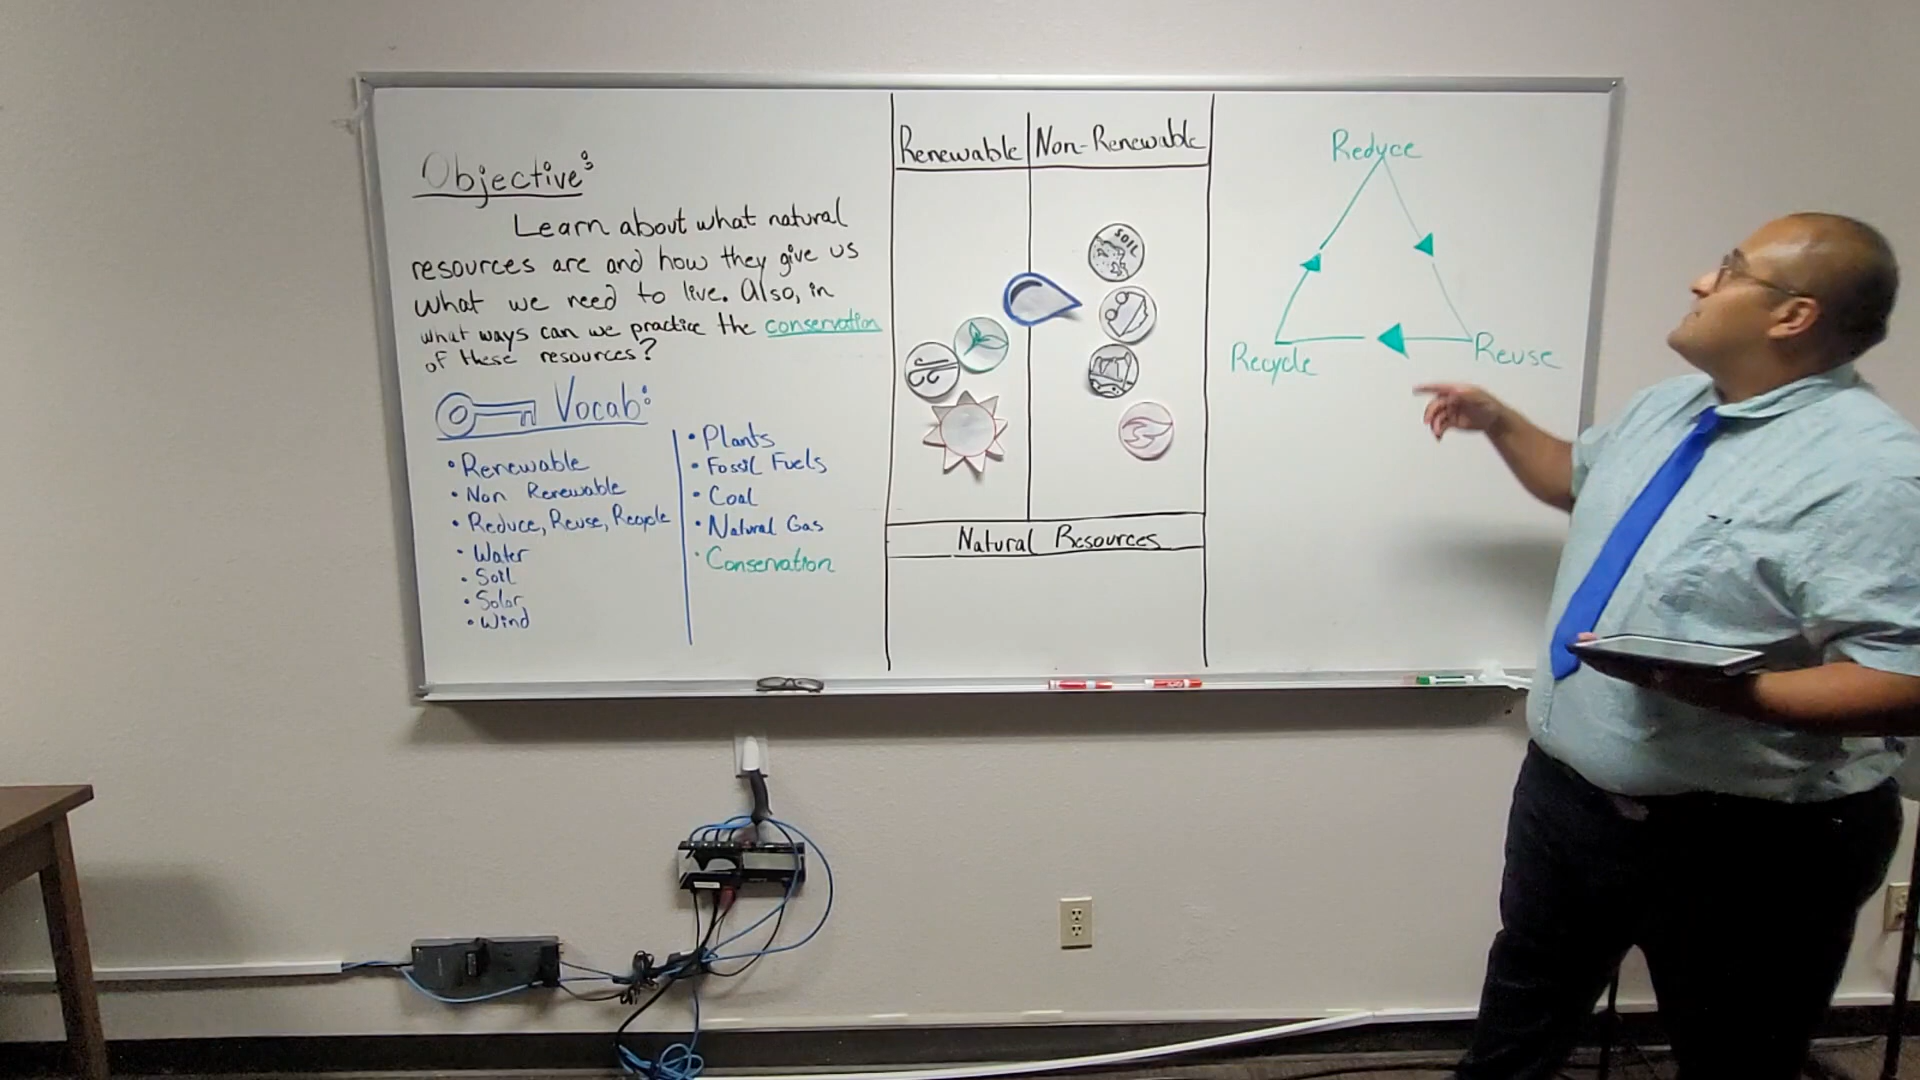 Objective:
Learn about what natural
resources are and how they give us
what we need to live. Also, in
what ways can we practice the conservation
of these resources?
Vocab:
• Renewable
• Non Renewable
• Reduce, Reuse, Recycle
• Water
• Soil
• Solar
• Wind
• Plants
• Fossil Fuels
• Coal
• Natural Gas
• Conservation
Renewable
Non-Renewable
SOIL
Natural Resources
Reduce
Recycle
Reuse